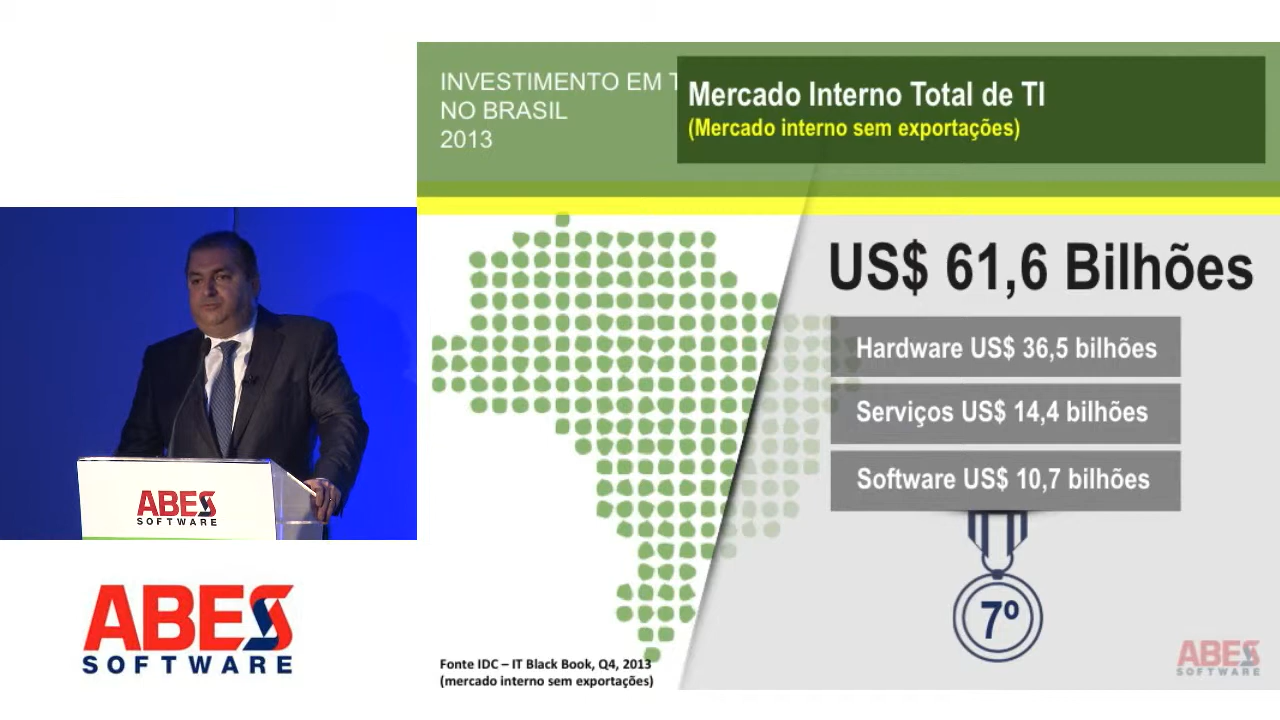 INVESTIMENTO EM T
NO BRASIL
2013
Mercado Interno Total de TI
(Mercado interno sem exportações)
US$ 61,6 Bilhões
Hardware US$ 36,5 bilhões
Serviços US$ 14,4 bilhões
Software US$ 10,7 bilhões
7º
ABES
SOFTWARE
ABES
SOFTWARE
Fonte IDC – IT Black Book, Q4, 2013
(mercado interno sem exportações)
ABES
SOFTWARE